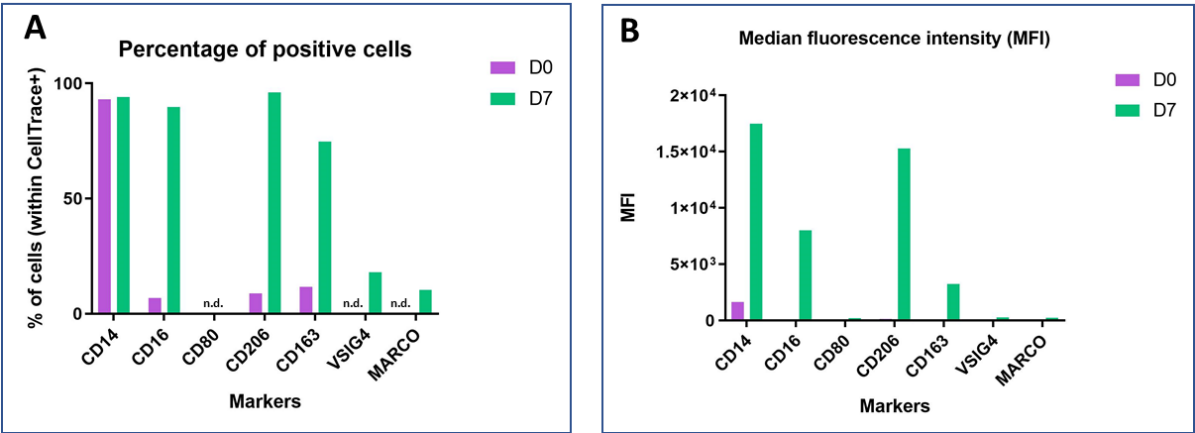 A
Percentage of positive cells
D0
D7
% of cells (within CellTrace+)
100
50
0
n.d.
n.d.
n.d.
CD14
CD16
CD80
CD206
CD163
VSIG4
MARCO
Markers
B
Median fluorescence intensity (MFI)
D0
D7
MFI
2×10⁴
1.5×10⁴
1×10⁴
5×10³
0
CD14
CD16
CD80
CD206
CD163
VSIG4
MARCO
Markers